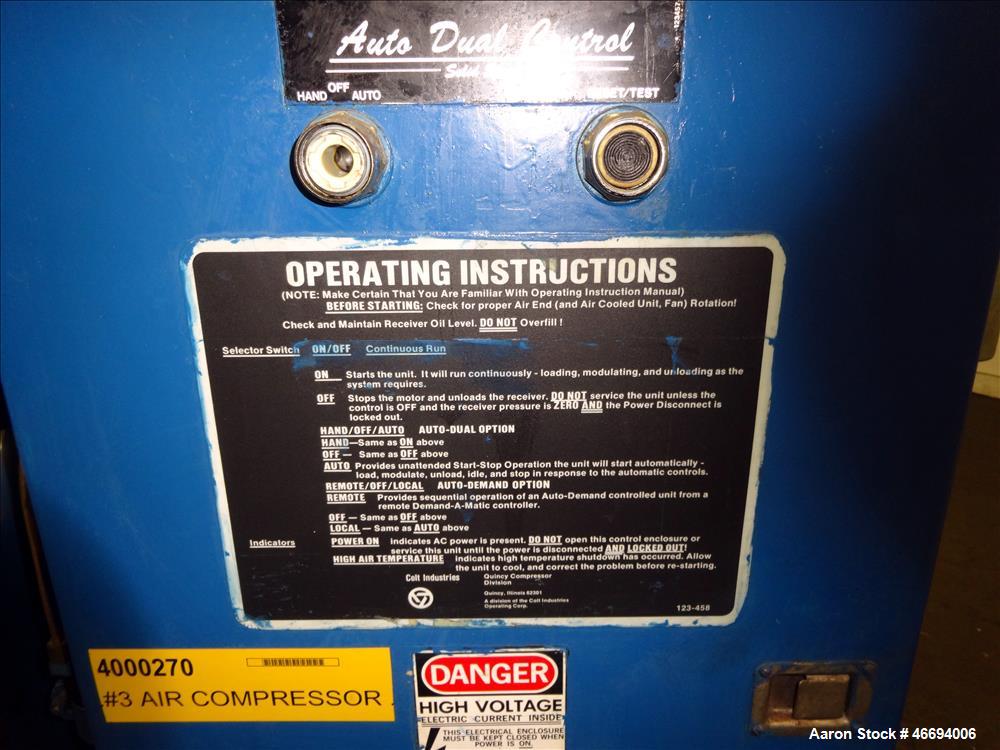 Auto Dual Control
HAND OFF AUTO
RESET/TEST
OPERATING INSTRUCTIONS
(NOTE: Make Certain That You Are Familiar With Operating Instruction Manual)
BEFORE STARTING: Check for proper Air End (and Air Cooled Unit, Fan) Rotation!
Check and Maintain Receiver Oil Level. DO NOT Overfill !
Selector Switch ON/OFF Continuous Run
ON Starts the unit. It will run continuously - loading, modulating, and unloading as the
system requires.
OFF Stops the motor and unloads the receiver. DO NOT service the unit unless the
control is OFF and the receiver pressure is ZERO AND the Power Disconnect is
locked out.
HAND/OFF/AUTO AUTO-DUAL OPTION
HAND—Same as ON above
OFF — Same as OFF above
AUTO Provides unattended Start-Stop Operation the unit will start automatically -
load, modulate, unload, idle, and stop in response to the automatic controls.
REMOTE/OFF/LOCAL AUTO-DEMAND OPTION
REMOTE Provides sequential operation of an Auto-Demand controlled unit from a
remote Demand-A-Matic controller.
OFF — Same as OFF above
LOCAL — Same as AUTO above
Indicators POWER ON indicates AC power is present. DO NOT open this control enclosure or
service this unit until the power is disconnected AND LOCKED OUT!
HIGH AIR TEMPERATURE indicates high temperature shutdown has occurred. Allow
the unit to cool, and correct the problem before re-starting.
Colt Industries Quincy Compressor
Division
Quincy, Illinois 62301
A division of the Colt Industries
Operating Corp.
123-458
4000270
#3 AIR COMPRESSOR
DANGER
HIGH VOLTAGE
ELECTRIC CURRENT INSIDE
THIS ELECTRICAL ENCLOSURE
MUST BE KEPT CLOSED WHEN
POWER IS ON
Aaron Stock # 46694006